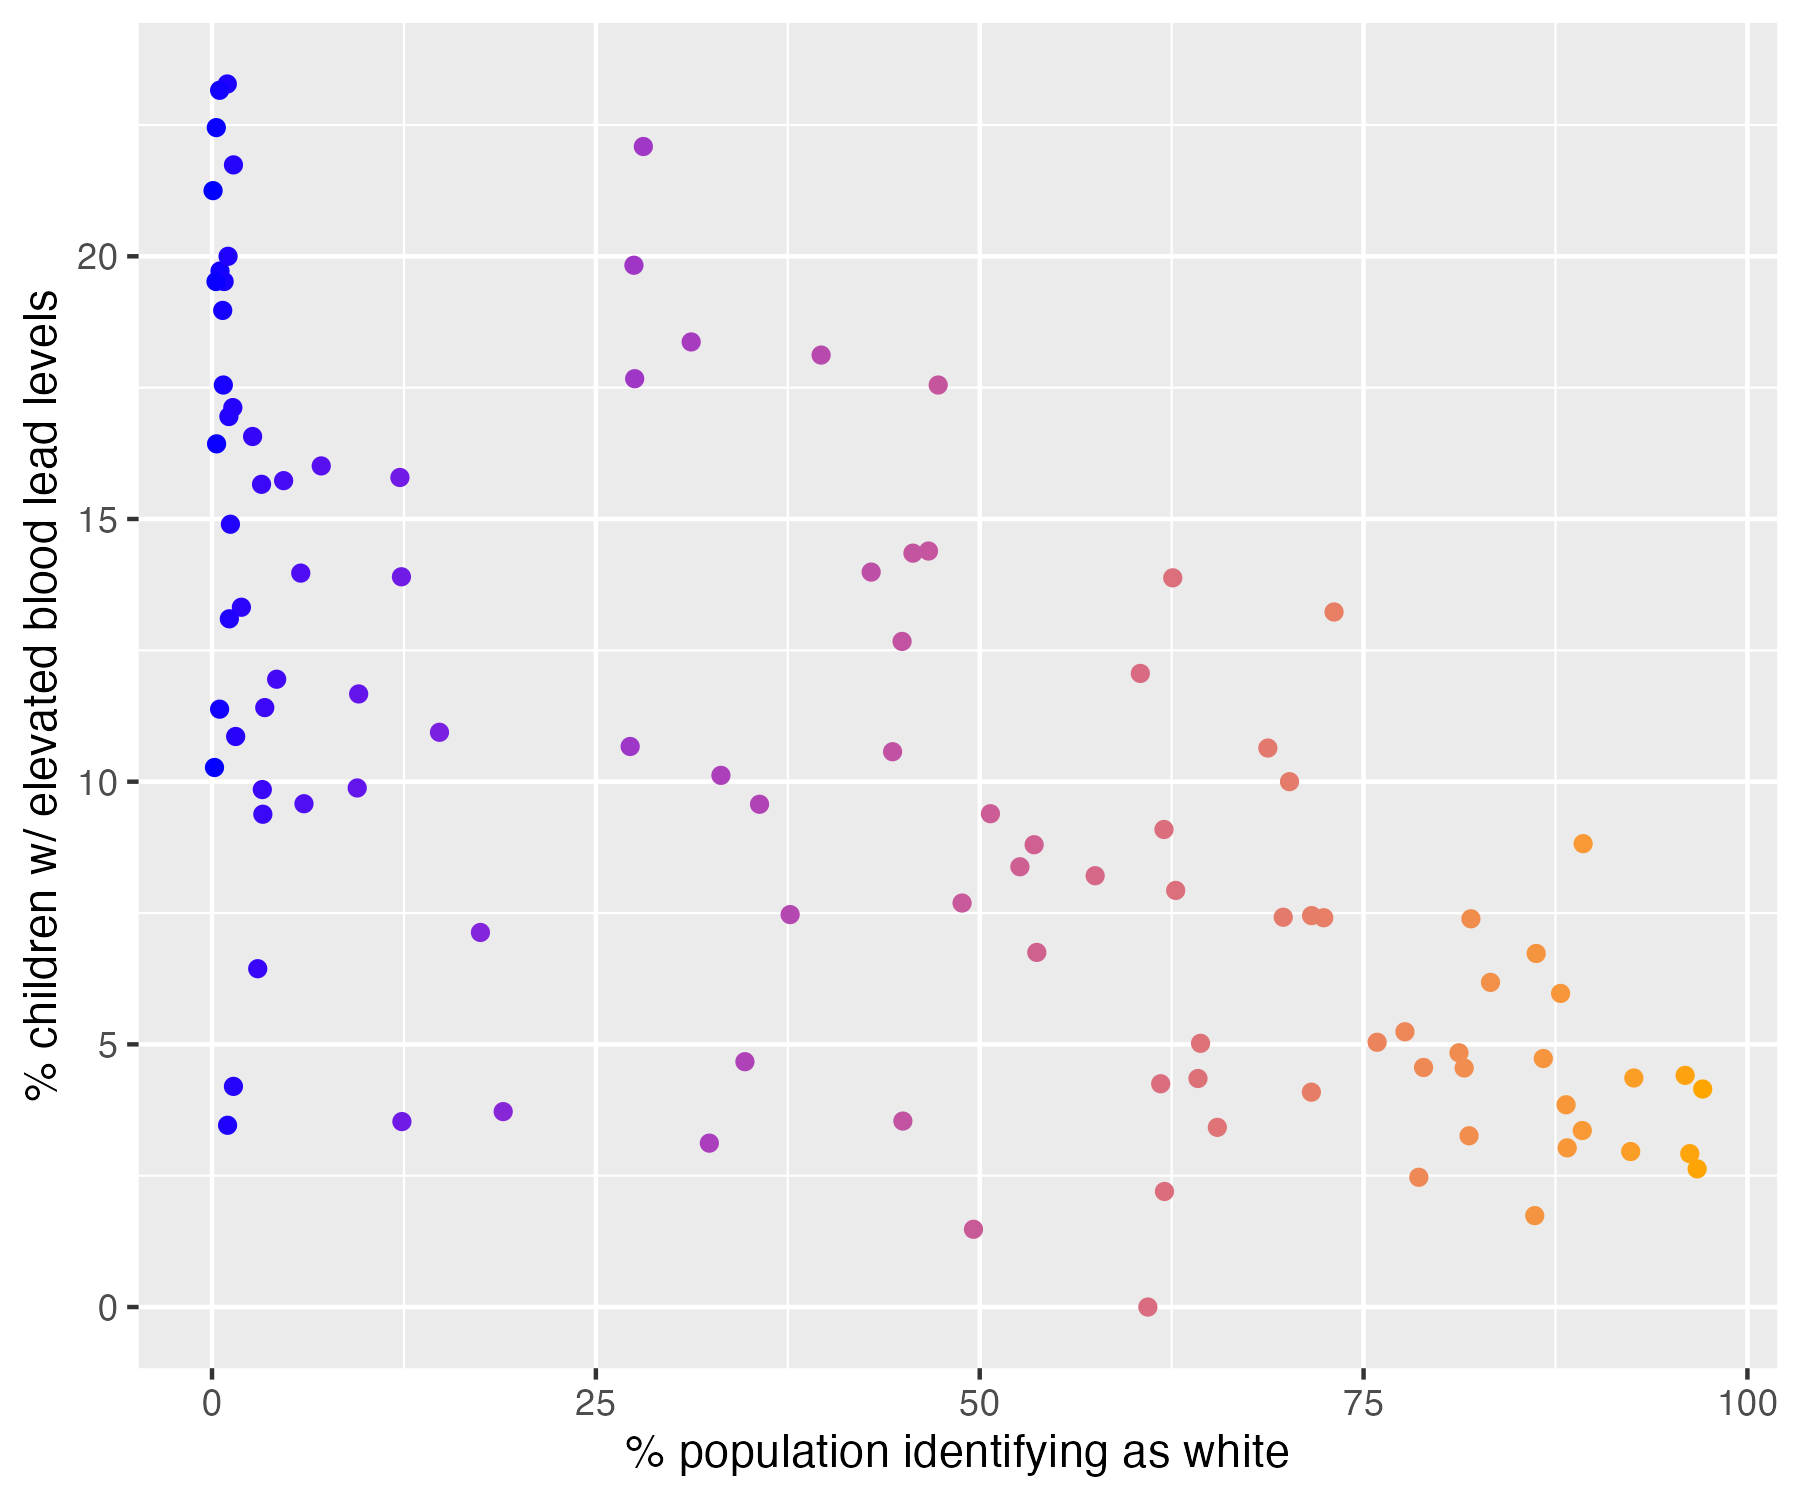 % children w/ elevated blood lead levels
20
15
10
5
0
0 25 50 75 100
% population identifying as white